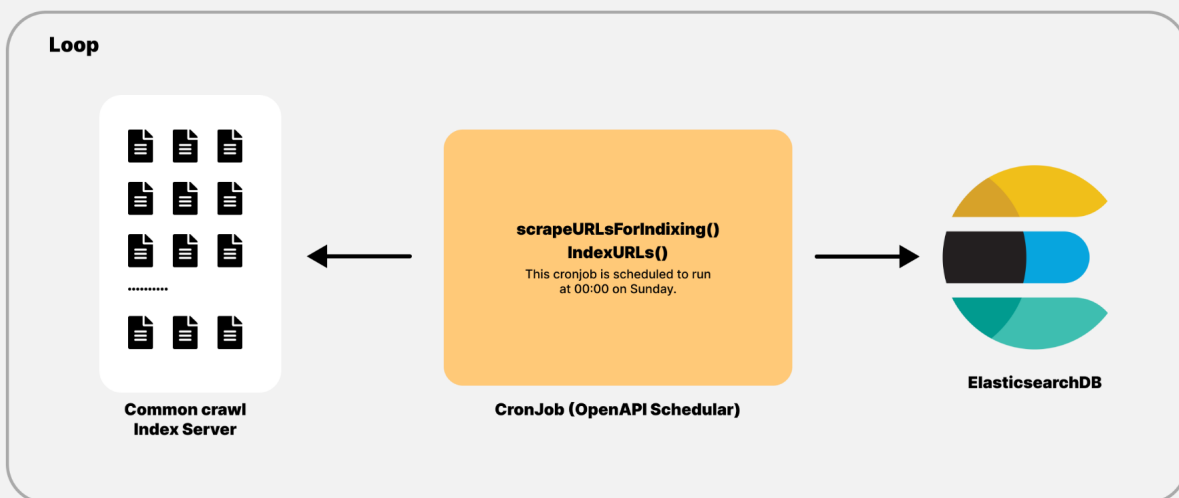 Loop
scrapeURLsForIndixing()
IndexURLs()
This cronjob is scheduled to run
at 00:00 on Sunday.
Common crawl
Index Server
CronJob (OpenAPI Schedular)
ElasticsearchDB